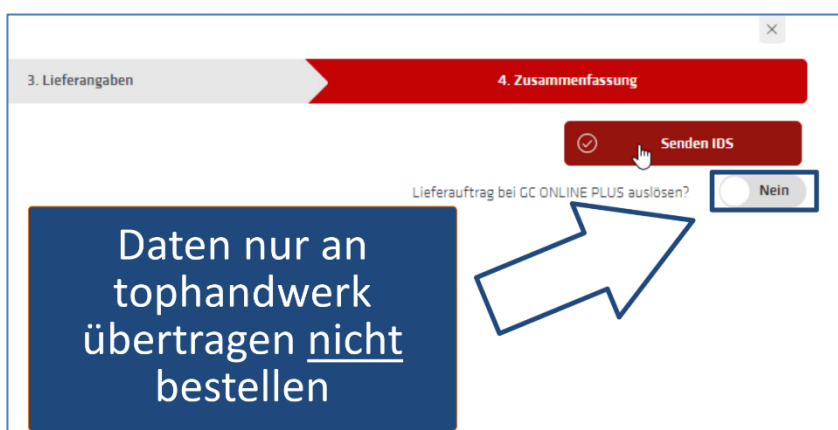 3. Lieferangaben
4. Zusammenfassung
Senden IDS
Lieferauftrag bei GC ONLINE PLUS auslösen?
Nein
Daten nur an
tophandwerk
übertragen nicht
bestellen